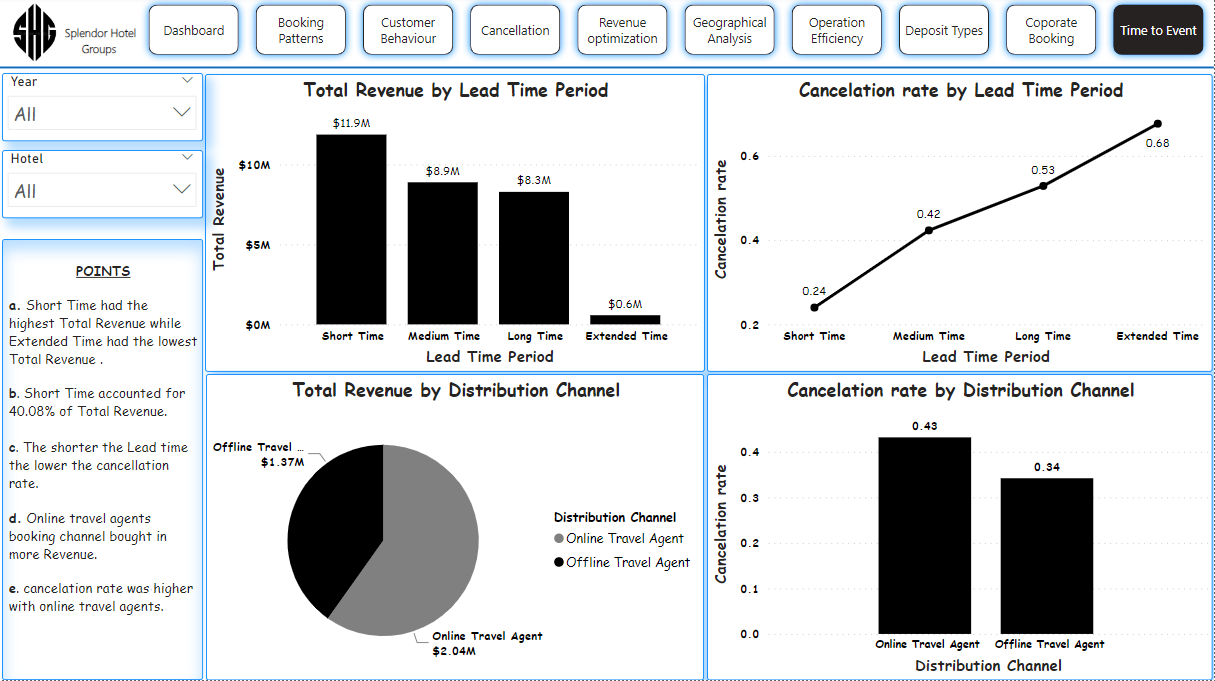 SHG
Splendor Hotel
Groups
Dashboard
Booking
Patterns
Customer
Behaviour
Cancellation
Revenue
optimization
Geographical
Analysis
Operation
Efficiency
Deposit Types
Coporate
Booking
Time to Event
Year
All
Hotel
All
POINTS
a. Short Time had the
highest Total Revenue while
Extended Time had the lowest
Total Revenue .
b. Short Time accounted for
40.08% of Total Revenue.
c. The shorter the Lead time
the lower the cancellation
rate.
d. Online travel agents
booking channel bought in
more Revenue.
e. cancelation rate was higher
with online travel agents.
Total Revenue by Lead Time Period
Total Revenue
$10M
$5M
$0M
$11.9M
$8.9M
$8.3M
$0.6M
Short Time
Medium Time
Long Time
Extended Time
Lead Time Period
Cancelation rate by Lead Time Period
Cancelation rate
0.6
0.4
0.2
0.24
0.42
0.53
0.68
Short Time
Medium Time
Long Time
Extended Time
Lead Time Period
Total Revenue by Distribution Channel
Offline Travel ...
$1.37M
Online Travel Agent
$2.04M
Distribution Channel
Online Travel Agent
Offline Travel Agent
Cancelation rate by Distribution Channel
Cancelation rate
0.4
0.3
0.2
0.1
0.0
0.43
0.34
Online Travel Agent
Offline Travel Agent
Distribution Channel